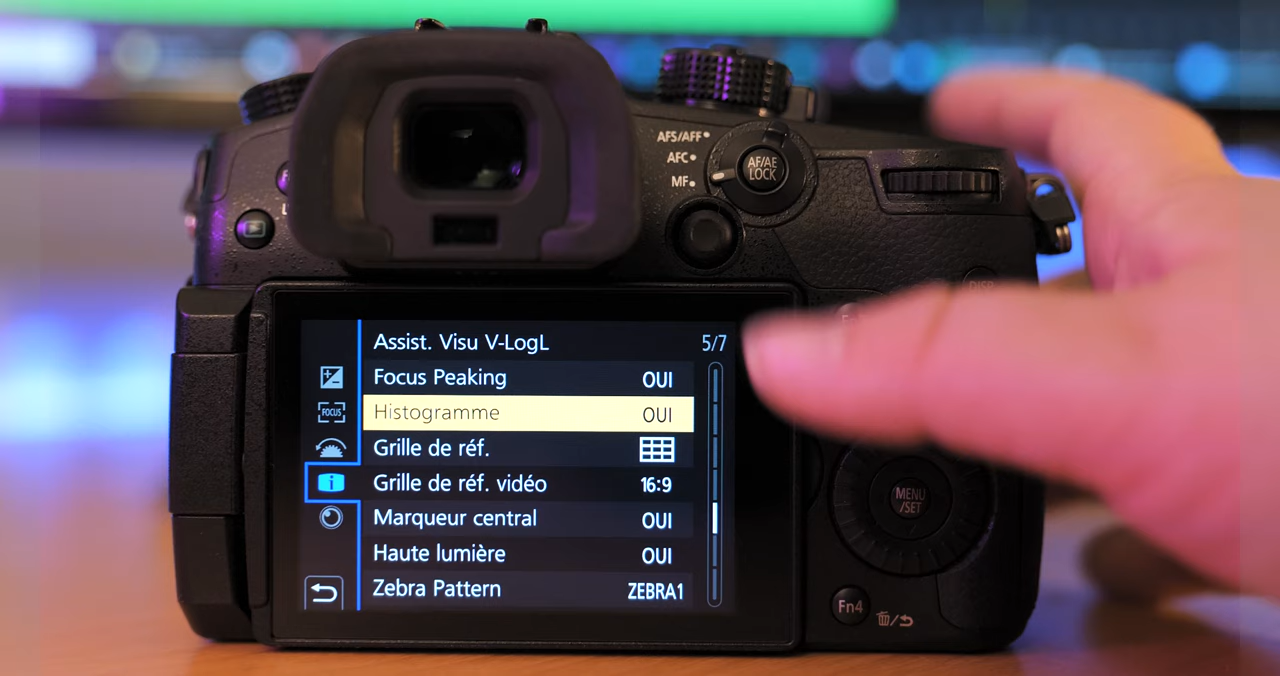 AFS/AFF
AFC
MF
AF/AE
LOCK
Assist. Visu V-LogL 5/7
Focus Peaking OUI
Histogramme OUI
FOCUS
Grille de réf.
i
Grille de réf. vidéo 16:9
Marqueur central OUI
Haute lumière OUI
Zebra Pattern ZEBRA1
MENU
/SET
Fn4